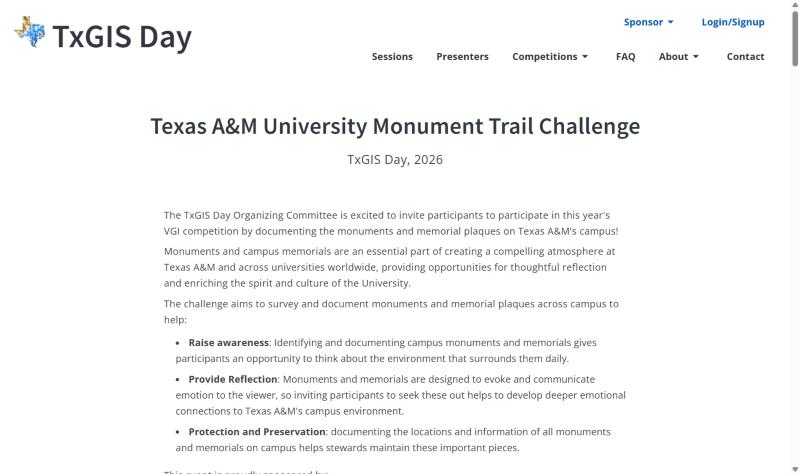 TxGIS Day
Sponsor
Login/Signup
Sessions
Presenters
Competitions
FAQ
About
Contact
Texas A&M University Monument Trail Challenge
TxGIS Day, 2026
The TxGIS Day Organizing Committee is excited to invite participants to participate in this year's
VGI competition by documenting the monuments and memorial plaques on Texas A&M's campus!
Monuments and campus memorials are an essential part of creating a compelling atmosphere at
Texas A&M and across universities worldwide, providing opportunities for thoughtful reflection
and enriching the spirit and culture of the University.
The challenge aims to survey and document monuments and memorial plaques across campus to
help:
• Raise awareness: Identifying and documenting campus monuments and memorials gives
participants an opportunity to think about the environment that surrounds them daily.
• Provide Reflection: Monuments and memorials are designed to evoke and communicate
emotion to the viewer, so inviting participants to seek these out helps to develop deeper emotional
connections to Texas A&M's campus environment.
• Protection and Preservation: documenting the locations and information of all monuments
and memorials on campus helps stewards maintain these important pieces.
This event is proudly sponsored by: